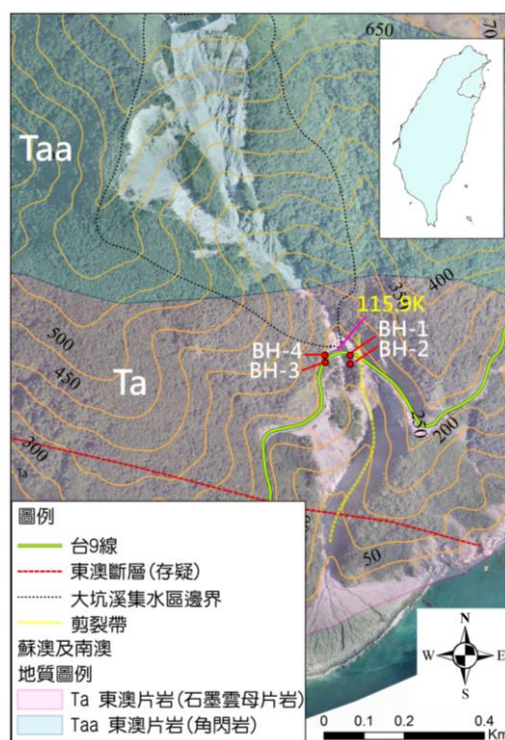 650
70
Taa
350
400
115.9K
BH-1
BH-4
BH-2
BH-3
500
Ta
450
250
200
300
Ta
50
圖例
台9線
東澳斷層(存疑)
大坑溪集水區邊界
剪裂帶
蘇澳及南澳
地質圖例
Ta 東澳片岩(石墨雲母片岩)
Taa 東澳片岩(角閃岩)
N
W E
S
0 0.1 0.2 0.4
Km